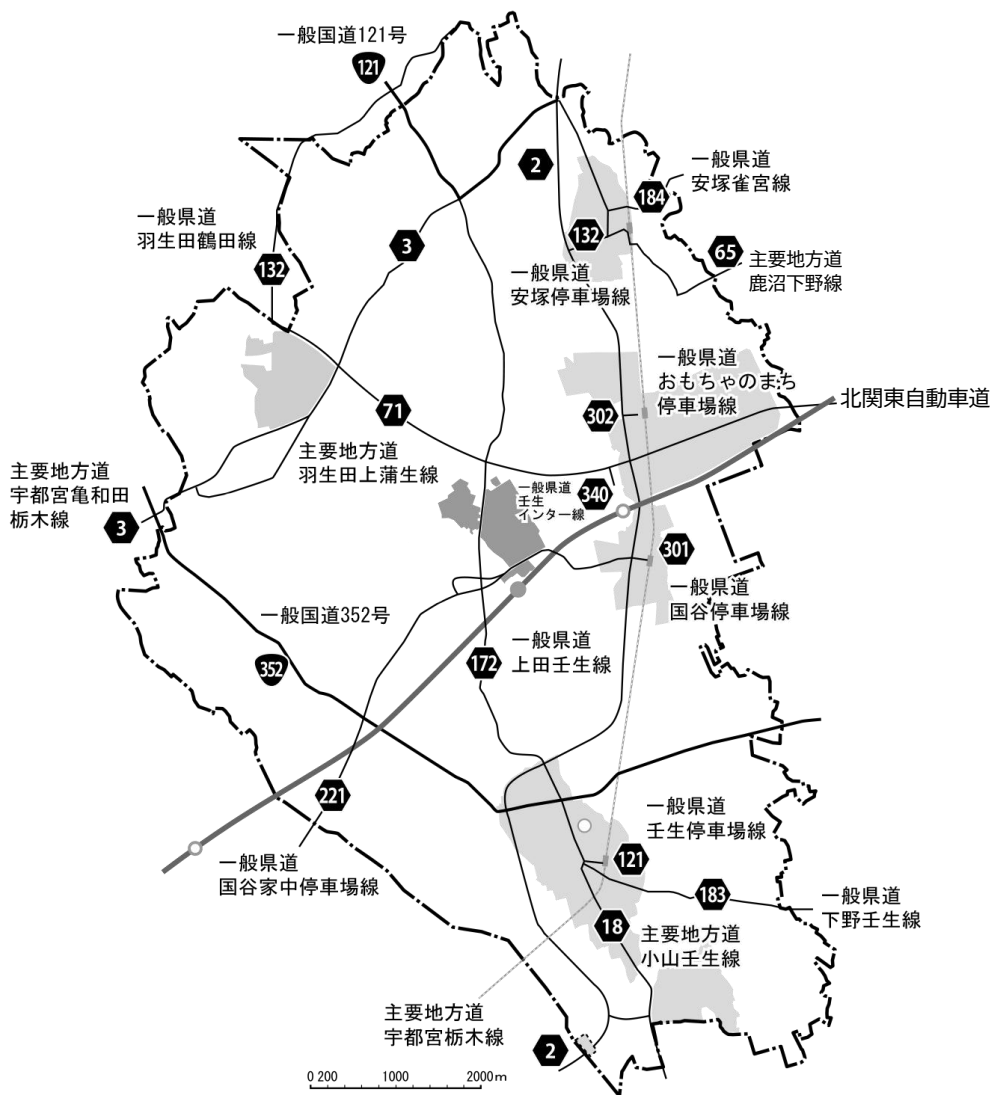 一般国道121号
121
2
一般県道
安塚雀宮線
184
一般県道
羽生田鶴田線
132
3
132
一般県道
安塚停車場線
65
主要地方道
鹿沼下野線
一般県道
おもちゃのまち
停車場線
北関東自動車道
71
302
主要地方道
羽生田上蒲生線
主要地方道
宇都宮亀和田
栃木線
3
一般県道
壬生
インター線
340
301
一般県道
国谷停車場線
一般国道352号
352
一般県道
上田壬生線
172
221
一般県道
国谷家中停車場線
一般県道
壬生停車場線
121
183
一般県道
下野壬生線
18
主要地方道
小山壬生線
主要地方道
宇都宮栃木線
2
0 200 1000 2000m